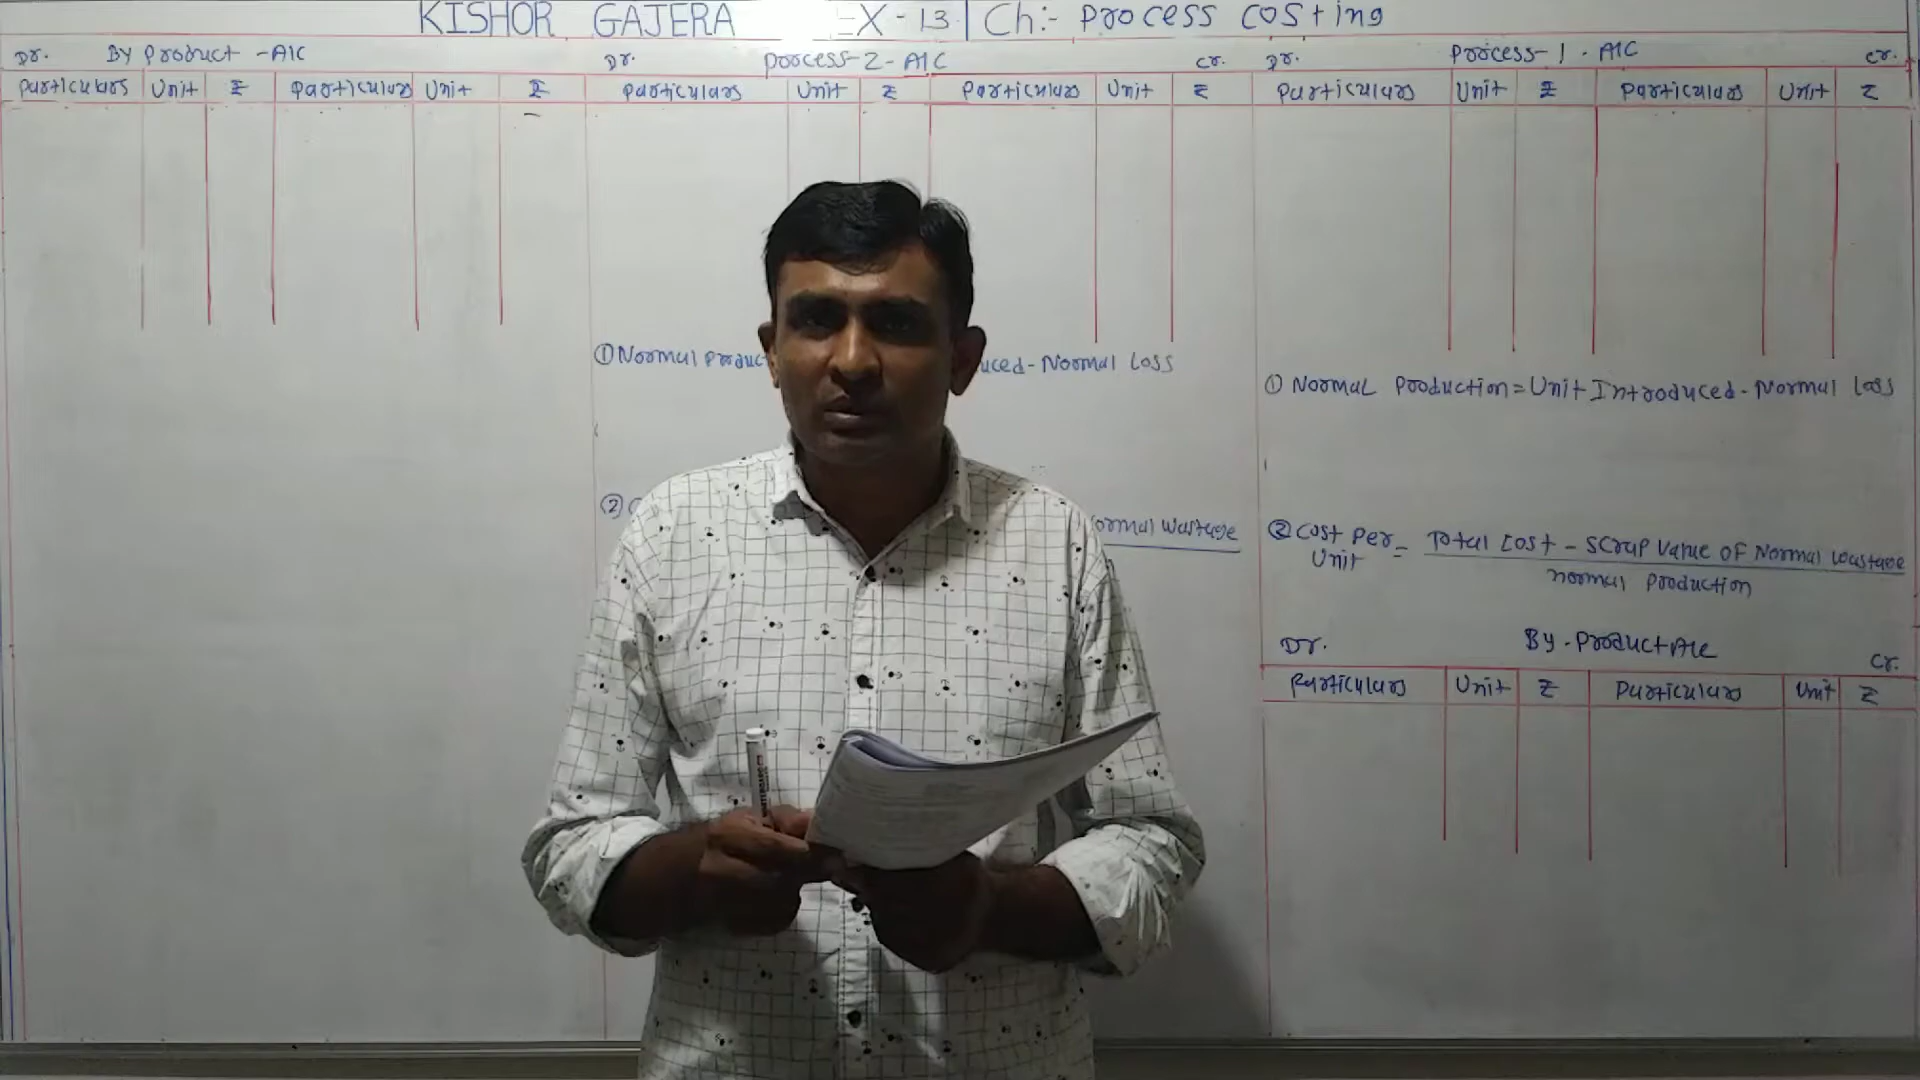 KISHOR GAJERA EX-13 | Ch:- Process costing
Dr. By Product - A/C
Particulars Unit ₹ Particulars Unit ₹
Dr. Process-2-A/C Cr.
Particulars Unit ₹ Particulars Unit ₹
① Normal Produc uced - Normal Loss
② ormal Wastage
Dr. Process-1-A/C Cr.
Particulars Unit ₹ Particulars Unit ₹
① Normal Production = Unit Introduced - Normal Loss
② Cost Per Unit = Total Cost - Scrap Value of Normal Wastage
normal Production
Dr. By-Product A/c Cr.
Particulars Unit ₹ Particulars Unit ₹